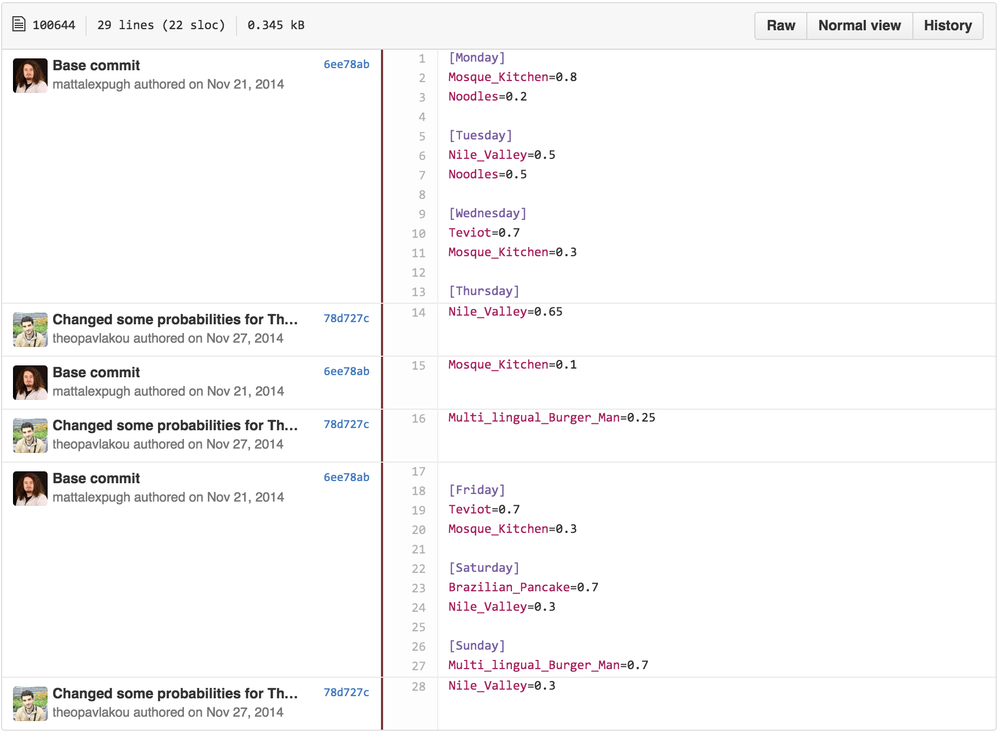 100644 29 lines (22 sloc) 0.345 kB Raw Normal view History
Base commit 6ee78ab
mattalexpugh authored on Nov 21, 2014
1 [Monday]
2 Mosque_Kitchen=0.8
3 Noodles=0.2
4
5 [Tuesday]
6 Nile_Valley=0.5
7 Noodles=0.5
8
9 [Wednesday]
10 Teviot=0.7
11 Mosque_Kitchen=0.3
12
13 [Thursday]
Changed some probabilities for Th... 78d727c
theopavlakou authored on Nov 27, 2014
14 Nile_Valley=0.65
Base commit 6ee78ab
mattalexpugh authored on Nov 21, 2014
15 Mosque_Kitchen=0.1
Changed some probabilities for Th... 78d727c
theopavlakou authored on Nov 27, 2014
16 Multi_lingual_Burger_Man=0.25
Base commit 6ee78ab
mattalexpugh authored on Nov 21, 2014
17
18 [Friday]
19 Teviot=0.7
20 Mosque_Kitchen=0.3
21
22 [Saturday]
23 Brazilian_Pancake=0.7
24 Nile_Valley=0.3
25
26 [Sunday]
27 Multi_lingual_Burger_Man=0.7
Changed some probabilities for Th... 78d727c
theopavlakou authored on Nov 27, 2014
28 Nile_Valley=0.3